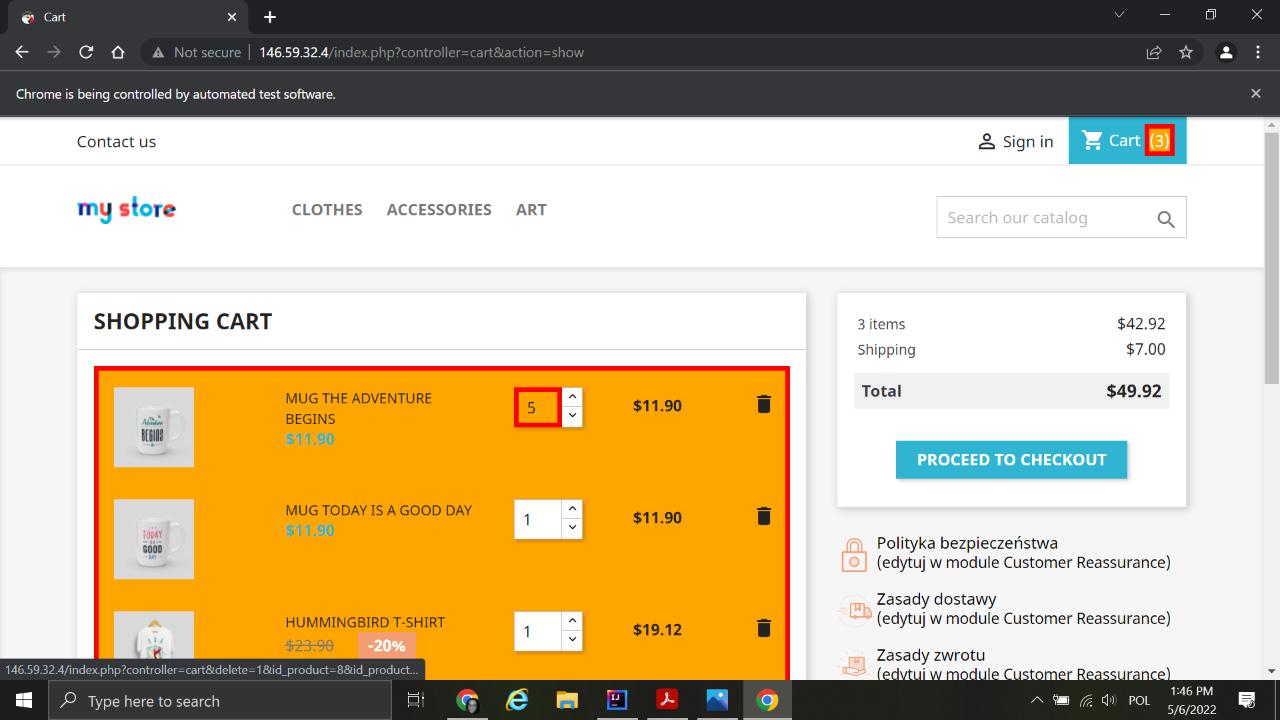 Cart
Not secure
146.59.32.4/index.php?controller=cart&action=show
Chrome is being controlled by automated test software.
Contact us
Sign in
Cart (3)
my store
CLOTHES ACCESSORIES ART
Search our catalog
SHOPPING CART
MUG THE ADVENTURE
BEGINS
$11.90
5
$11.90
MUG TODAY IS A GOOD DAY
$11.90
1
$11.90
HUMMINGBIRD T-SHIRT
$23.90 -20%
1
$19.12
3 items $42.92
Shipping $7.00
Total $49.92
PROCEED TO CHECKOUT
Polityka bezpieczeństwa
(edytuj w module Customer Reassurance)
Zasady dostawy
(edytuj w module Customer Reassurance)
Zasady zwrotu
(edytuj w module Customer Reassurance)
The Adventure
BEGINS
TODAY
GOOD
DAY
146.59.32.4/index.php?controller=cart&delete=1&id_product=8&id_product...
Type here to search
POL
1:46 PM
5/6/2022